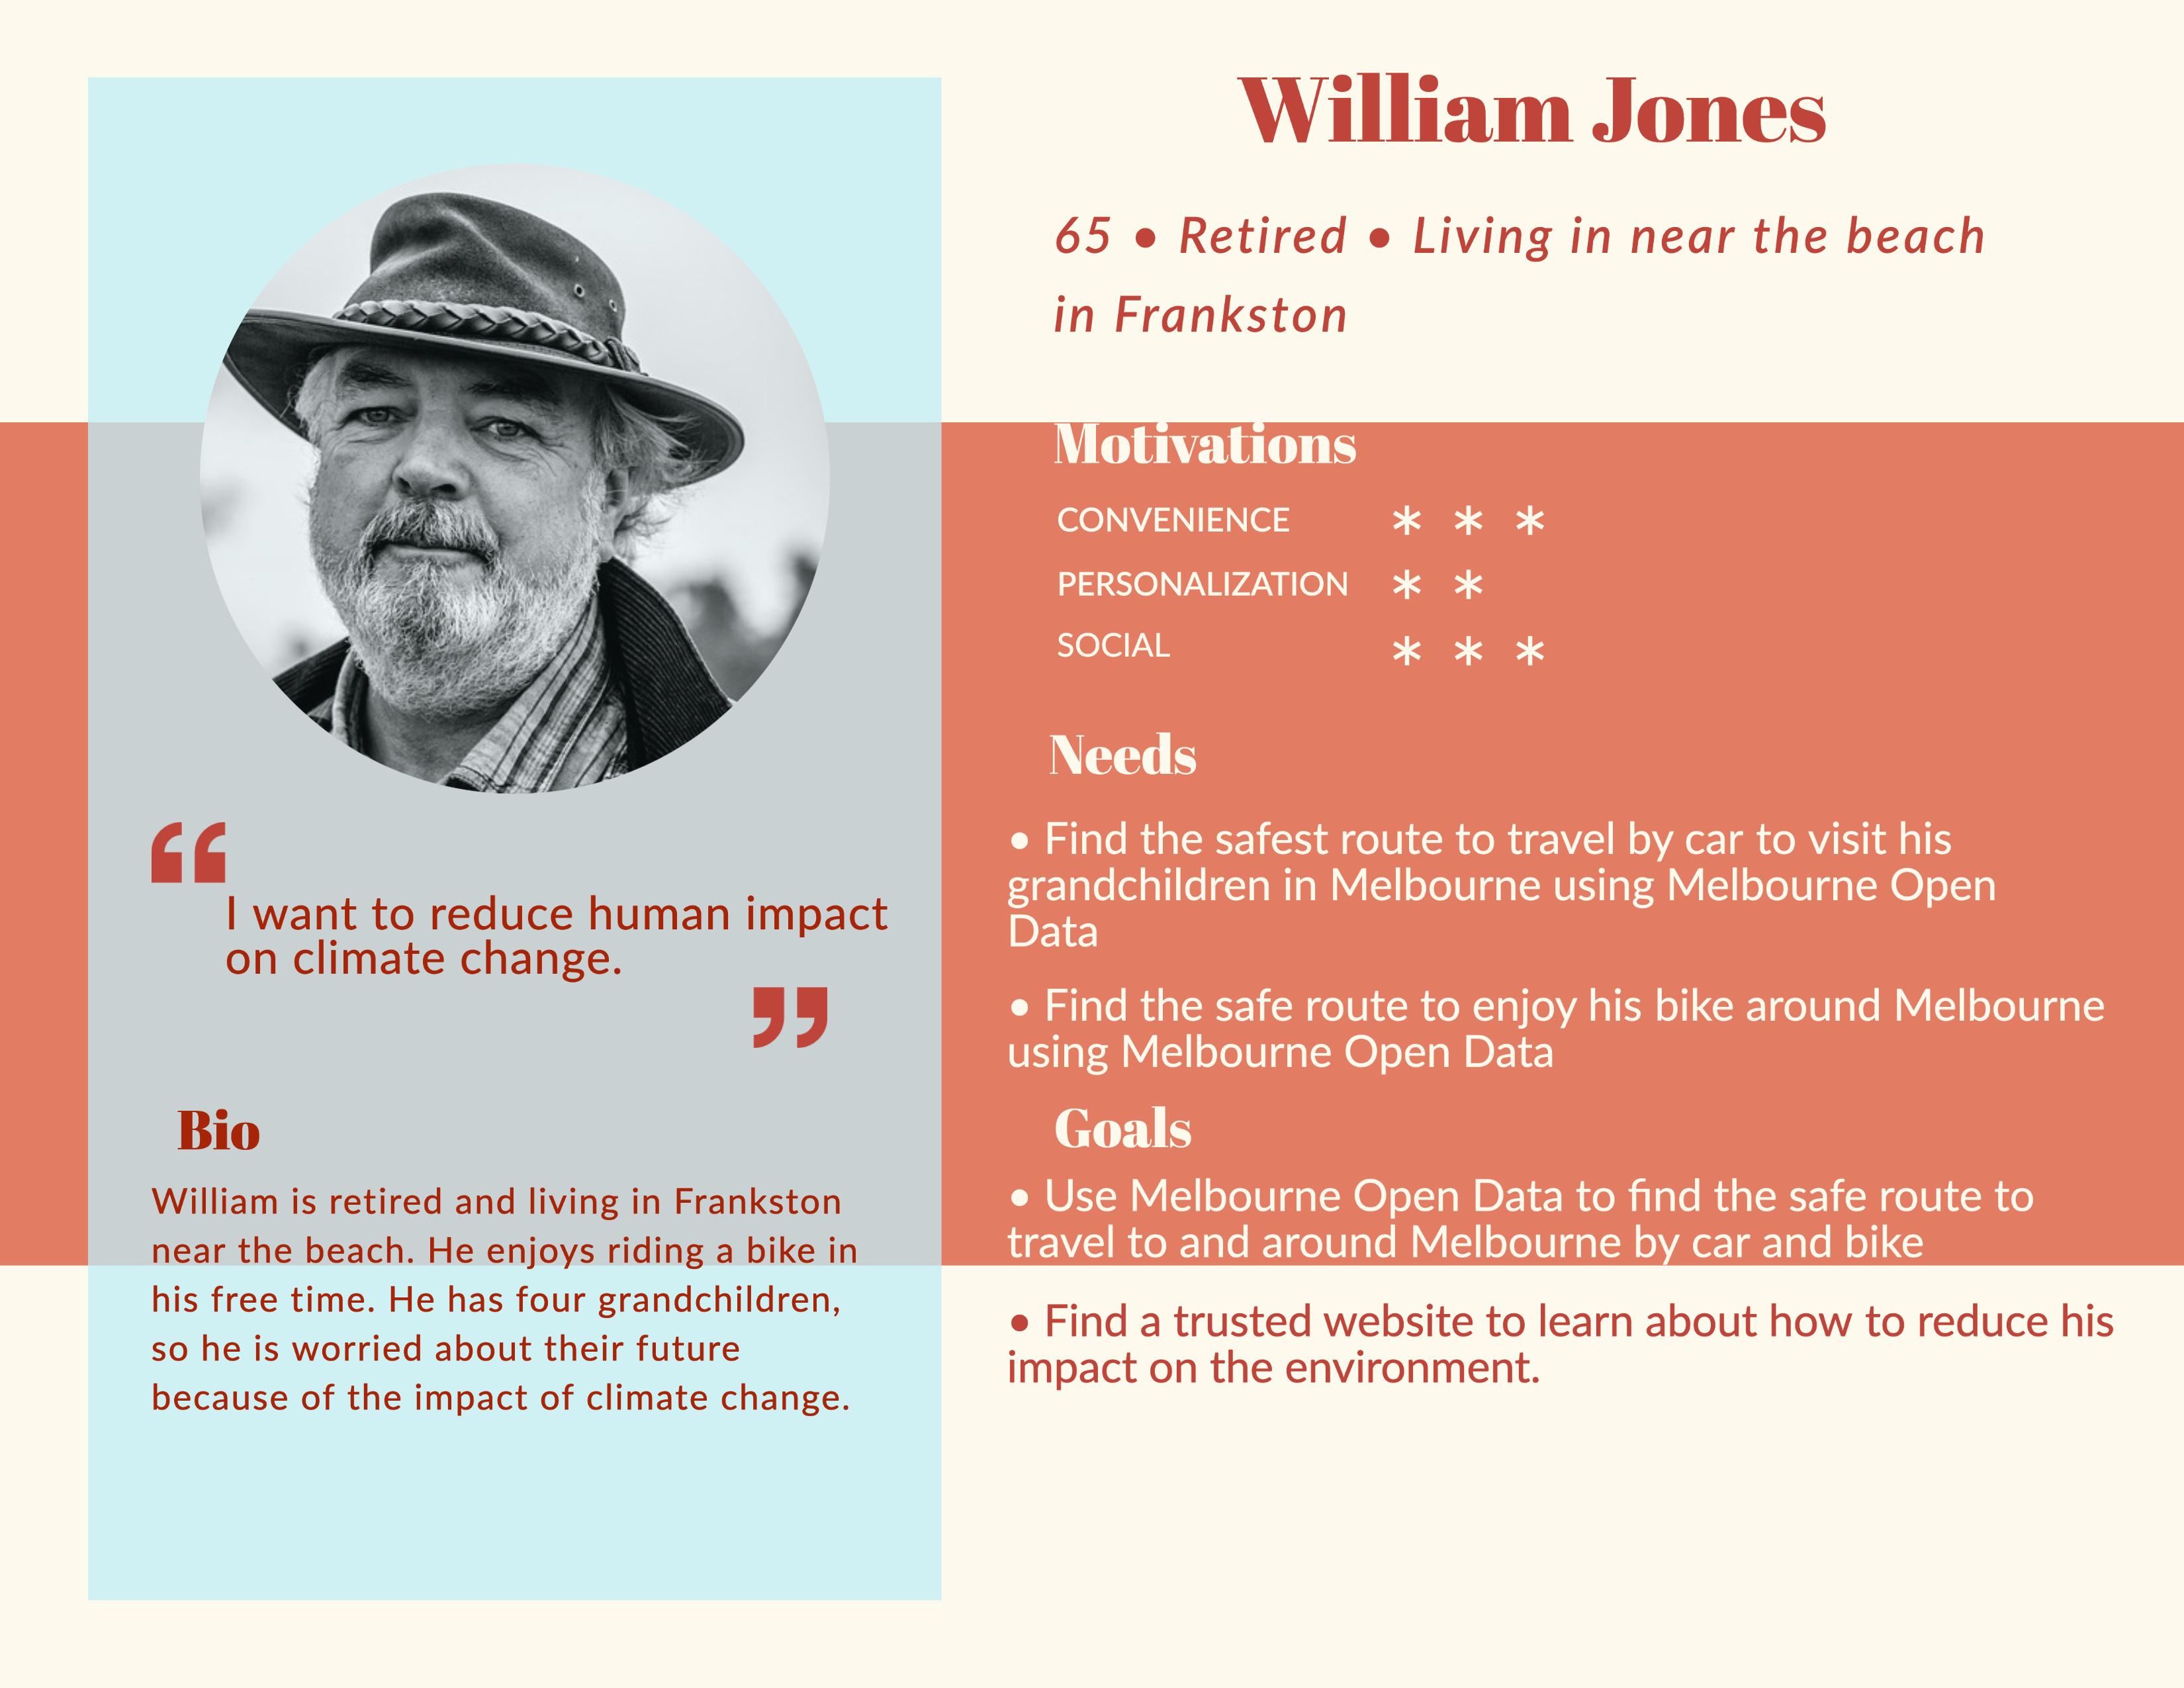 William Jones
65 • Retired • Living in near the beach
in Frankston
“
I want to reduce human impact
on climate change.
”
Bio
William is retired and living in Frankston
near the beach. He enjoys riding a bike in
his free time. He has four grandchildren,
so he is worried about their future
because of the impact of climate change.
Motivations
CONVENIENCE * * *
PERSONALIZATION * *
SOCIAL * * *
Needs
• Find the safest route to travel by car to visit his
grandchildren in Melbourne using Melbourne Open
Data
• Find the safe route to enjoy his bike around Melbourne
using Melbourne Open Data
Goals
• Use Melbourne Open Data to find the safe route to
travel to and around Melbourne by car and bike
• Find a trusted website to learn about how to reduce his
impact on the environment.